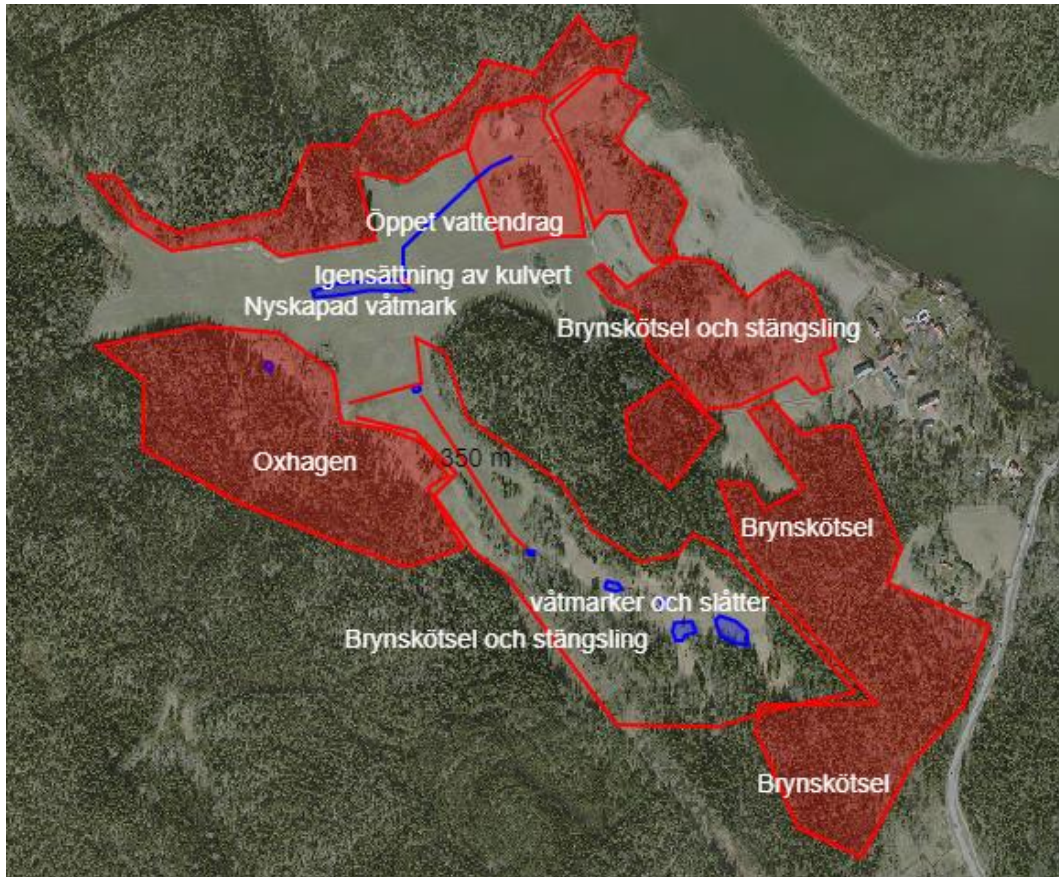 Öppet vattendrag
Igensättning av kulvert
Nyskapad våtmark
Brynskötsel och stängsling
Oxhagen
350 m
Brynskötsel
våtmarker och slåtter
Brynskötsel och stängsling
Brynskötsel